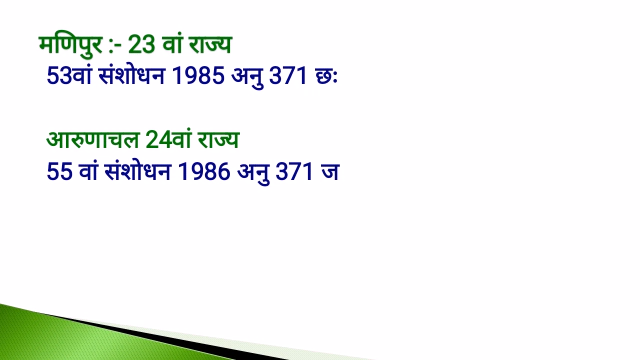 मणिपुर :- 23 वां राज्य
53वां संशोधन 1985 अनु 371 छः
आरुणाचल 24वां राज्य
55 वां संशोधन 1986 अनु 371 ज